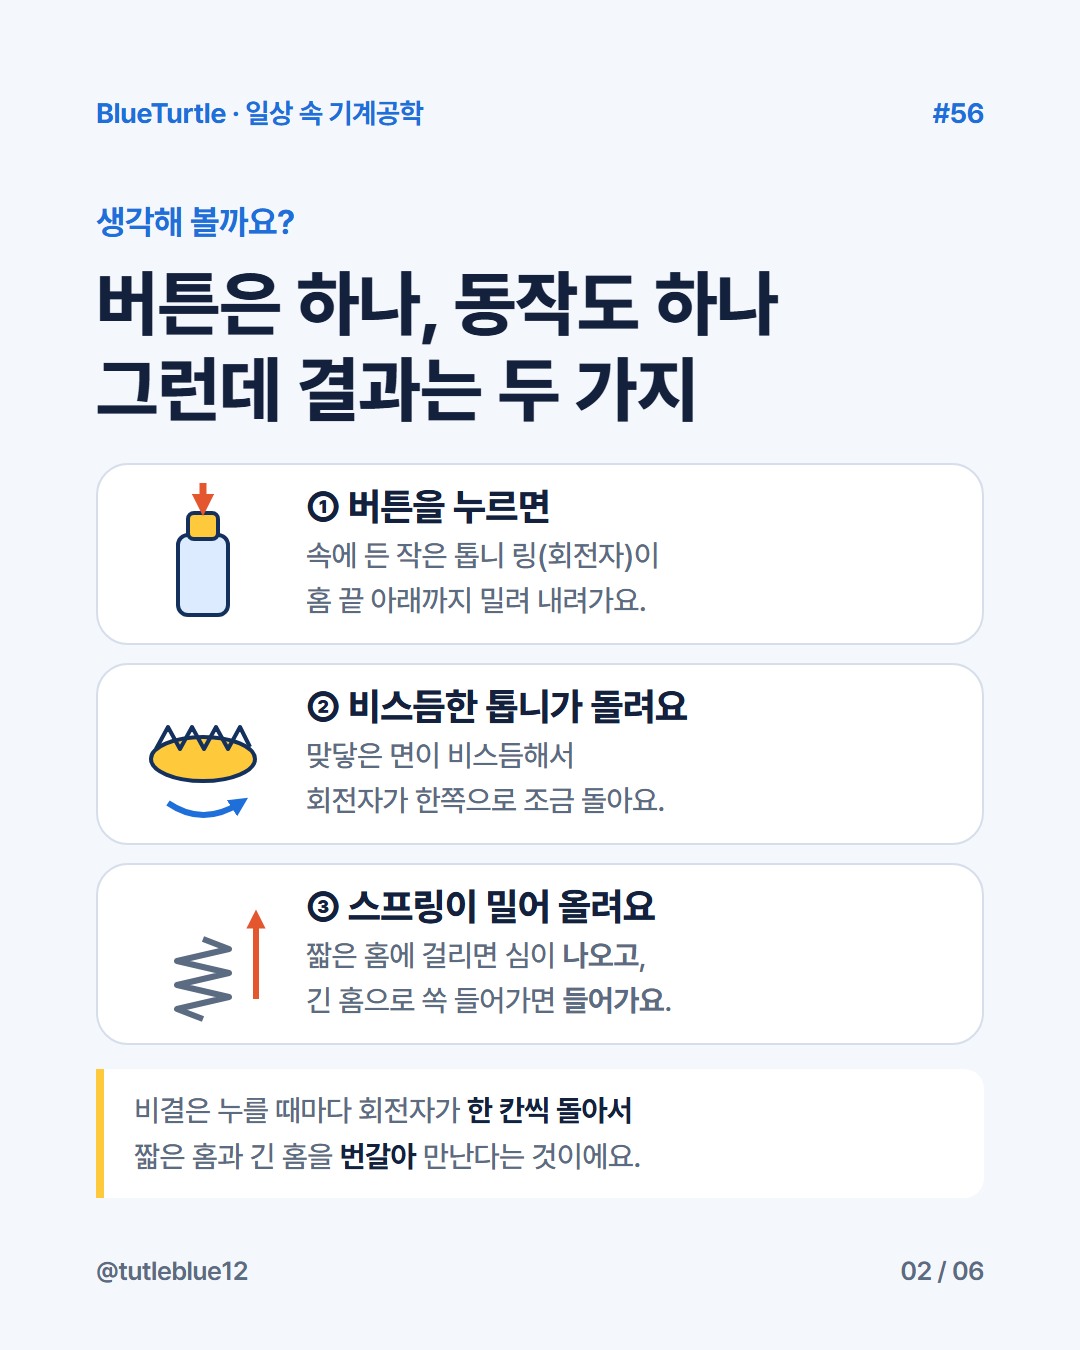 BlueTurtle · 일상 속 기계공학
#56
생각해 볼까요?
버튼은 하나, 동작도 하나
그런데 결과는 두 가지
① 버튼을 누르면
속에 든 작은 톱니 링(회전자)이
홈 끝 아래까지 밀려 내려가요.
② 비스듬한 톱니가 돌려요
맞닿은 면이 비스듬해서
회전자가 한쪽으로 조금 돌아요.
③ 스프링이 밀어 올려요
짧은 홈에 걸리면 심이 나오고,
긴 홈으로 쏙 들어가면 들어가요.
비결은 누를 때마다 회전자가 한 칸씩 돌아서
짧은 홈과 긴 홈을 번갈아 만난다는 것이에요.
@tutleblue12
02 / 06